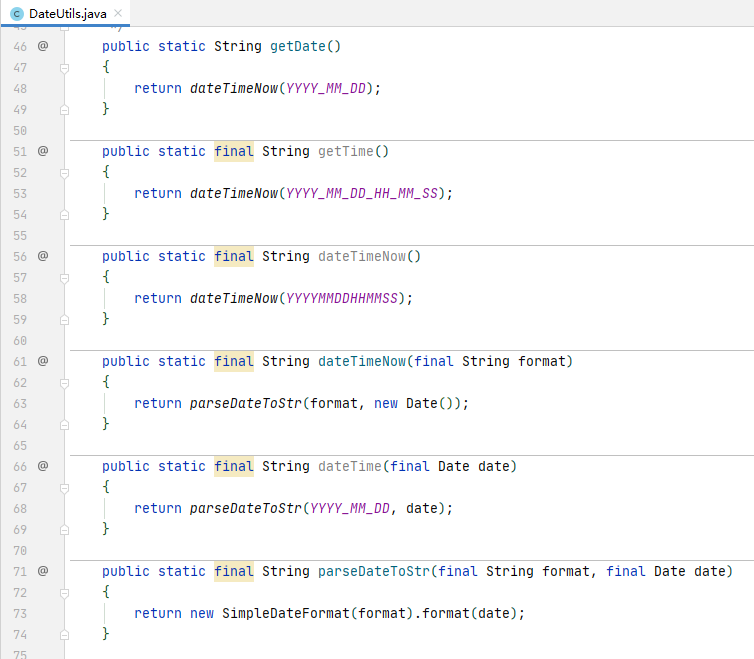 DateUtils.java
45 */
46 @ public static String getDate()
47 {
48 return dateTimeNow(YYYY_MM_DD);
49 }
50
51 @ public static final String getTime()
52 {
53 return dateTimeNow(YYYY_MM_DD_HH_MM_SS);
54 }
55
56 @ public static final String dateTimeNow()
57 {
58 return dateTimeNow(YYYYMMDDHHMMSS);
59 }
60
61 @ public static final String dateTimeNow(final String format)
62 {
63 return parseDateToStr(format, new Date());
64 }
65
66 @ public static final String dateTime(final Date date)
67 {
68 return parseDateToStr(YYYY_MM_DD, date);
69 }
70
71 @ public static final String parseDateToStr(final String format, final Date date)
72 {
73 return new SimpleDateFormat(format).format(date);
74 }
75